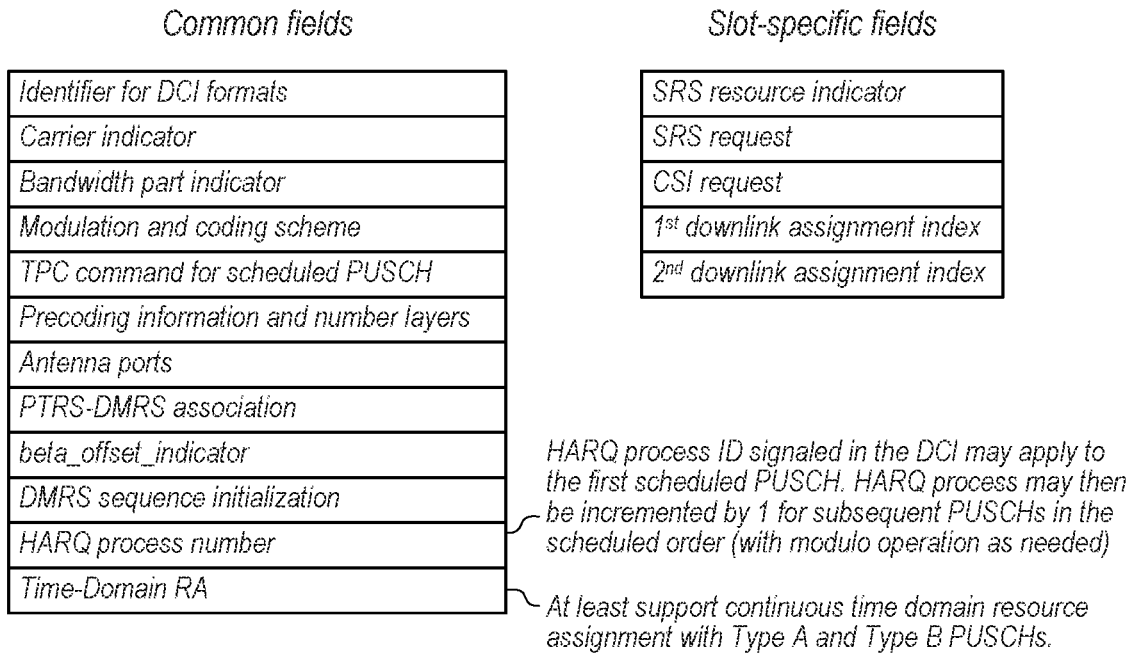 Common fields
Identifier for DCI formats
Carrier indicator
Bandwidth part indicator
Modulation and coding scheme
TPC command for scheduled PUSCH
Precoding information and number layers
Antenna ports
PTRS-DMRS association
beta_offset_indicator
DMRS sequence initialization
HARQ process number
Time-Domain RA
Slot-specific fields
SRS resource indicator
SRS request
CSI request
1st downlink assignment index
2nd downlink assignment index
HARQ process ID signaled in the DCI may apply to
the first scheduled PUSCH. HARQ process may then
be incremented by 1 for subsequent PUSCHs in the
scheduled order (with modulo operation as needed)
At least support continuous time domain resource
assignment with Type A and Type B PUSCHs.